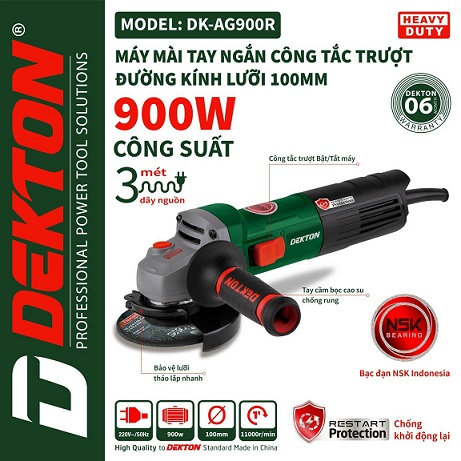 MODEL: DK-AG900R
HEAVY
DUTY
MÁY MÀI TAY NGẮN CÔNG TẮC TRƯỢT
ĐƯỜNG KÍNH LƯỠI 100MM
900W
CÔNG SUẤT
3 mét
dây nguồn
DEKTON
06
WARRANTY
Công tắc trượt Bật/Tắt máy
DEKTON
Tay cầm bọc cao su
chống rung
DEKTON
NSK
BEARING
Bạc đạn NSK Indonesia
Bảo vệ lưỡi
tháo lắp nhanh
220V~/50Hz
900w
100mm
1"
11000r/min
RESTART
Protection
Chống
khởi động lại
High Quality to DEKTON Standard Made in China
DEKTON®
PROFESSIONAL POWER TOOL SOLUTIONS